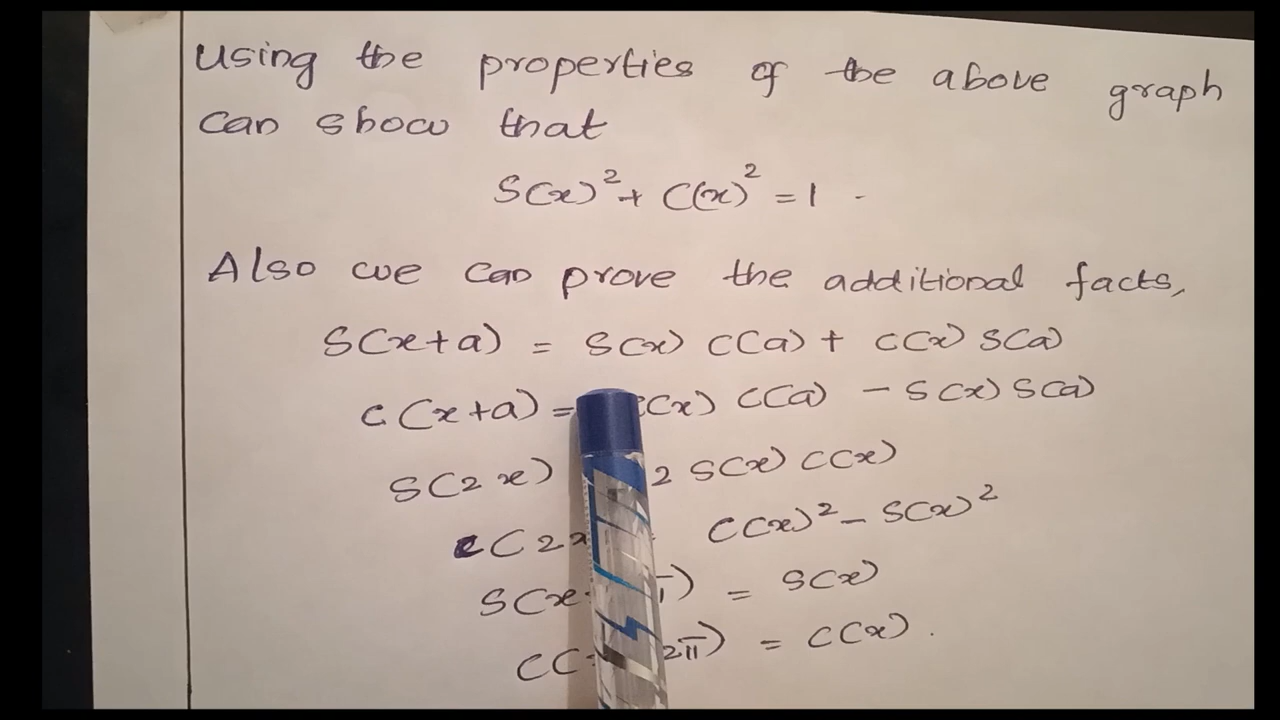 Using the properties of the above graph
can show that
S(x)² + C(x)² = 1 .
Also we can prove the additional facts,
S(x+a) = S(x) C(a) + C(x) S(a)
C(x+a) = C(x) C(a) - S(x) S(a)
S(2x) 2 S(x) C(x)
C(2x C(x)² - S(x)²
S(x ) = S(x)
C( 2π) = C(x) .